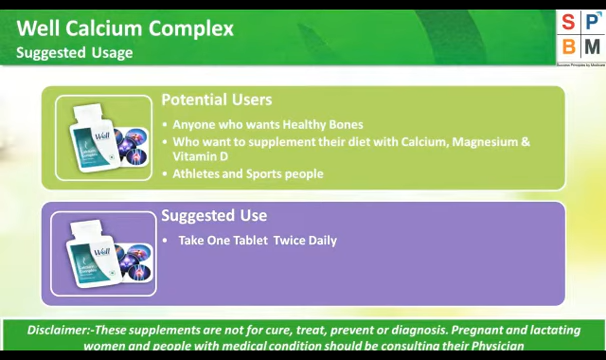 Well Calcium Complex
Suggested Usage
S P
B M
Potential Users
• Anyone who wants Healthy Bones
• Who want to supplement their diet with Calcium, Magnesium &
Vitamin D
• Athletes and Sports people
Well
Suggested Use
• Take One Tablet Twice Daily
Well
Disclaimer:-These supplements are not for cure, treat, prevent or diagnosis. Pregnant and lactating
women and people with medical condition should be consulting their Physician